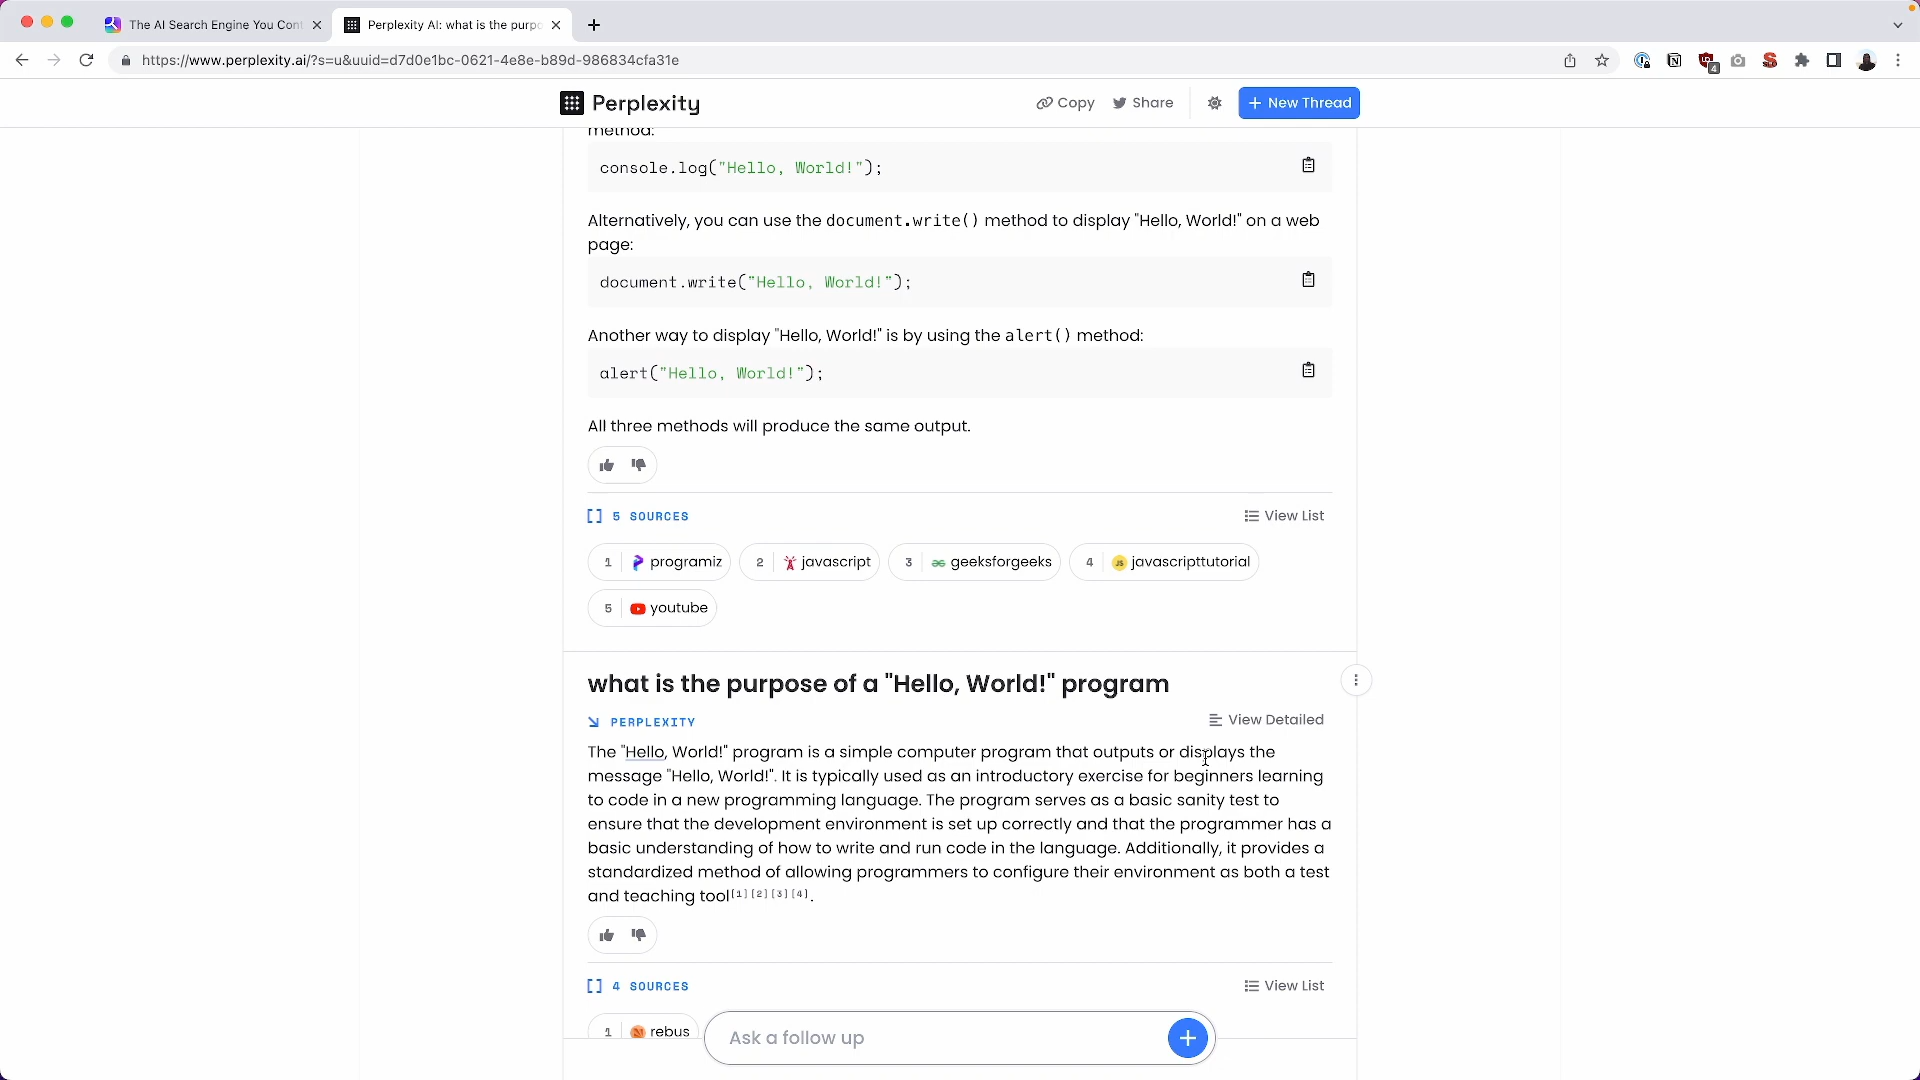 The AI Search Engine You Cont
Perplexity AI: what is the purpo
https://www.perplexity.ai/?s=u&uuid=d7d0e1bc-0621-4e8e-b89d-986834cfa31e
4
Perplexity
Copy
Share
New Thread
method:
console.log("Hello, World!");
Alternatively, you can use the document.write() method to display "Hello, World!" on a web
page:
document.write("Hello, World!");
Another way to display "Hello, World!" is by using the alert() method:
alert("Hello, World!");
All three methods will produce the same output.
5 SOURCES
View List
1 programiz
2 javascript
3 geeksforgeeks
4 JS javascripttutorial
5 youtube
what is the purpose of a "Hello, World!" program
PERPLEXITY
View Detailed
The "Hello, World!" program is a simple computer program that outputs or displays the
message "Hello, World!". It is typically used as an introductory exercise for beginners learning
to code in a new programming language. The program serves as a basic sanity test to
ensure that the development environment is set up correctly and that the programmer has a
basic understanding of how to write and run code in the language. Additionally, it provides a
standardized method of allowing programmers to configure their environment as both a test
and teaching tool[1][2][3][4].
4 SOURCES
View List
1 rebus
Ask a follow up